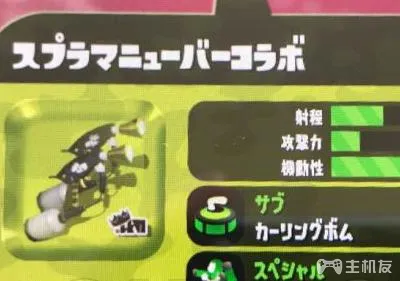 スプラマニューバーコラボ
射程
攻撃力
機動性
サブ
カーリングボム
スペシャル
主机友